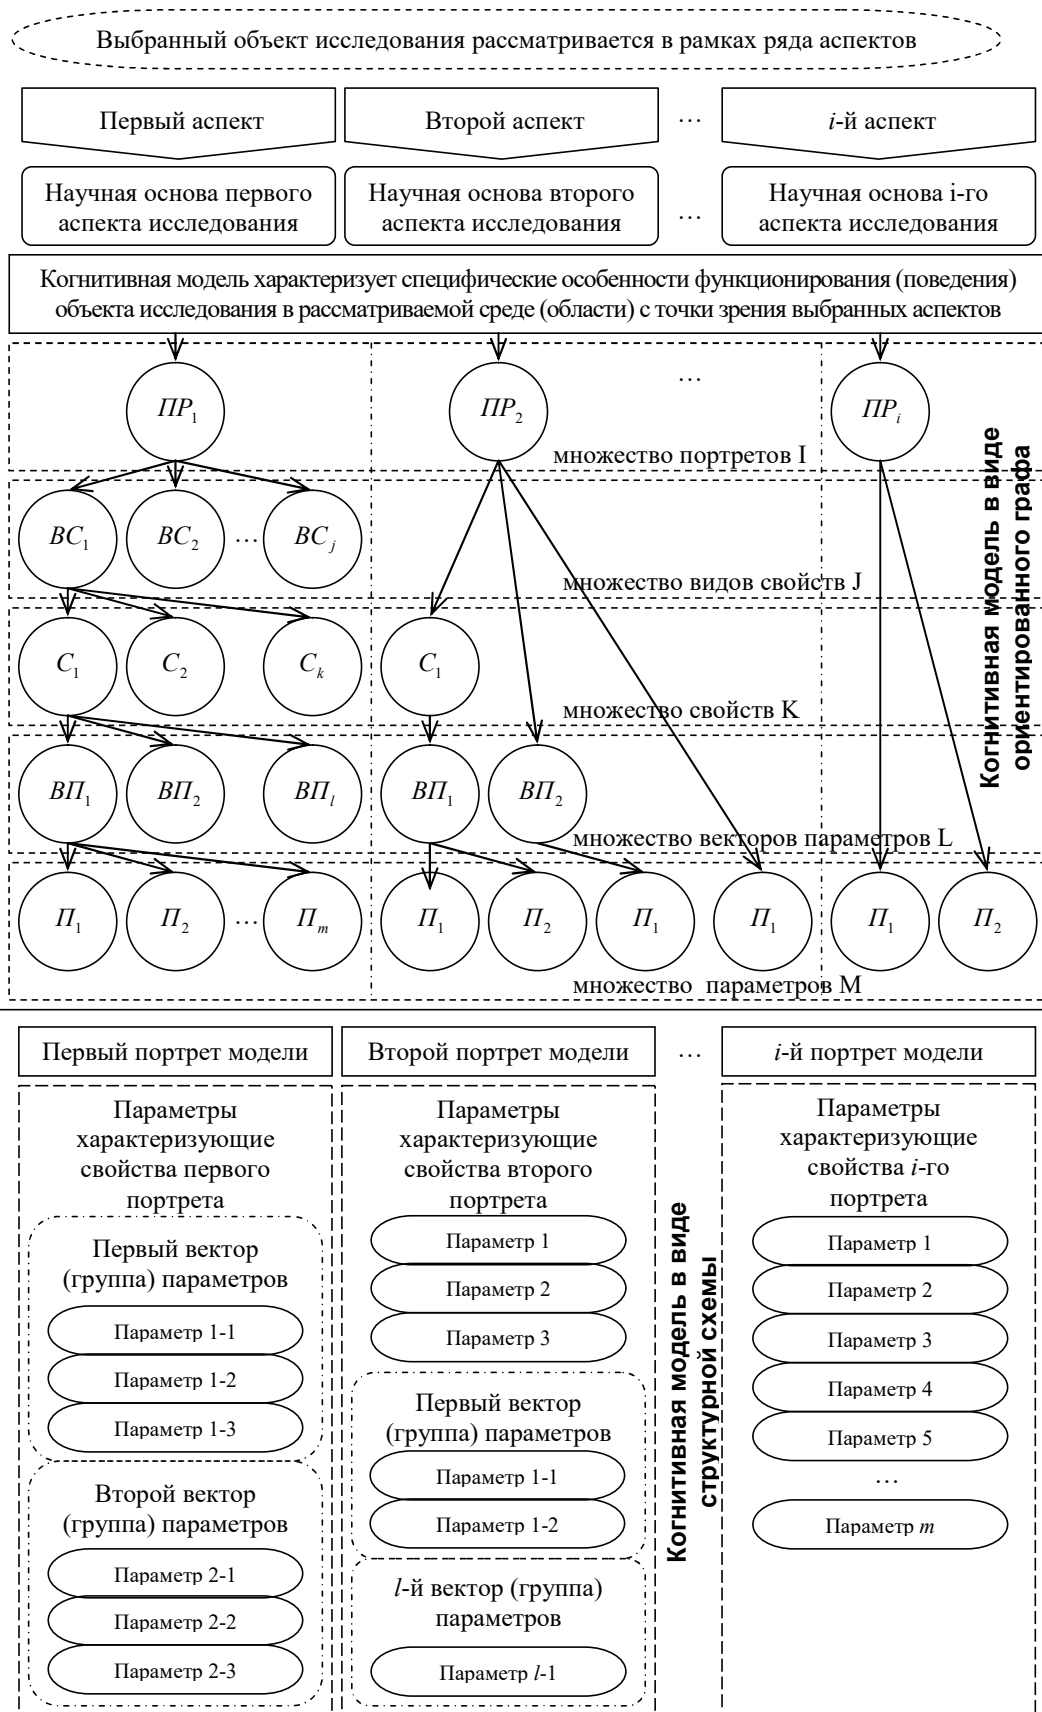 Выбранный объект исследования рассматривается в рамках ряда аспектов
Первый аспект
Второй аспект
…
i-й аспект
Научная основа первого
аспекта исследования
Научная основа второго
аспекта исследования
…
Научная основа i-го
аспекта исследования
Когнитивная модель характеризует специфические особенности функционирования (поведения)
объекта исследования в рассматриваемой среде (области) с точки зрения выбранных аспектов
ПР1
ПР2
…
ПРi
множество портретов I
ВС1
ВС2
…
ВСj
множество видов свойств J
С1
С2
Сk
С1
множество свойств K
ВП1
ВП2
ВПl
ВП1
ВП2
множество векторов параметров L
П1
П2
…
Пm
П1
П2
П1
П1
П1
П2
множество параметров M
Когнитивная модель в виде
ориентированного графа
Первый портрет модели
Второй портрет модели
…
i-й портрет модели
Параметры
характеризующие
свойства первого
портрета
Первый вектор
(группа) параметров
Параметр 1-1
Параметр 1-2
Параметр 1-3
Второй вектор
(группа) параметров
Параметр 2-1
Параметр 2-2
Параметр 2-3
Параметры
характеризующие
свойства второго
портрета
Параметр 1
Параметр 2
Параметр 3
Первый вектор
(группа) параметров
Параметр 1-1
Параметр 1-2
l-й вектор (группа)
параметров
Параметр l-1
Когнитивная модель в виде
структурной схемы
Параметры
характеризующие
свойства i-го
портрета
Параметр 1
Параметр 2
Параметр 3
Параметр 4
Параметр 5
…
Параметр m